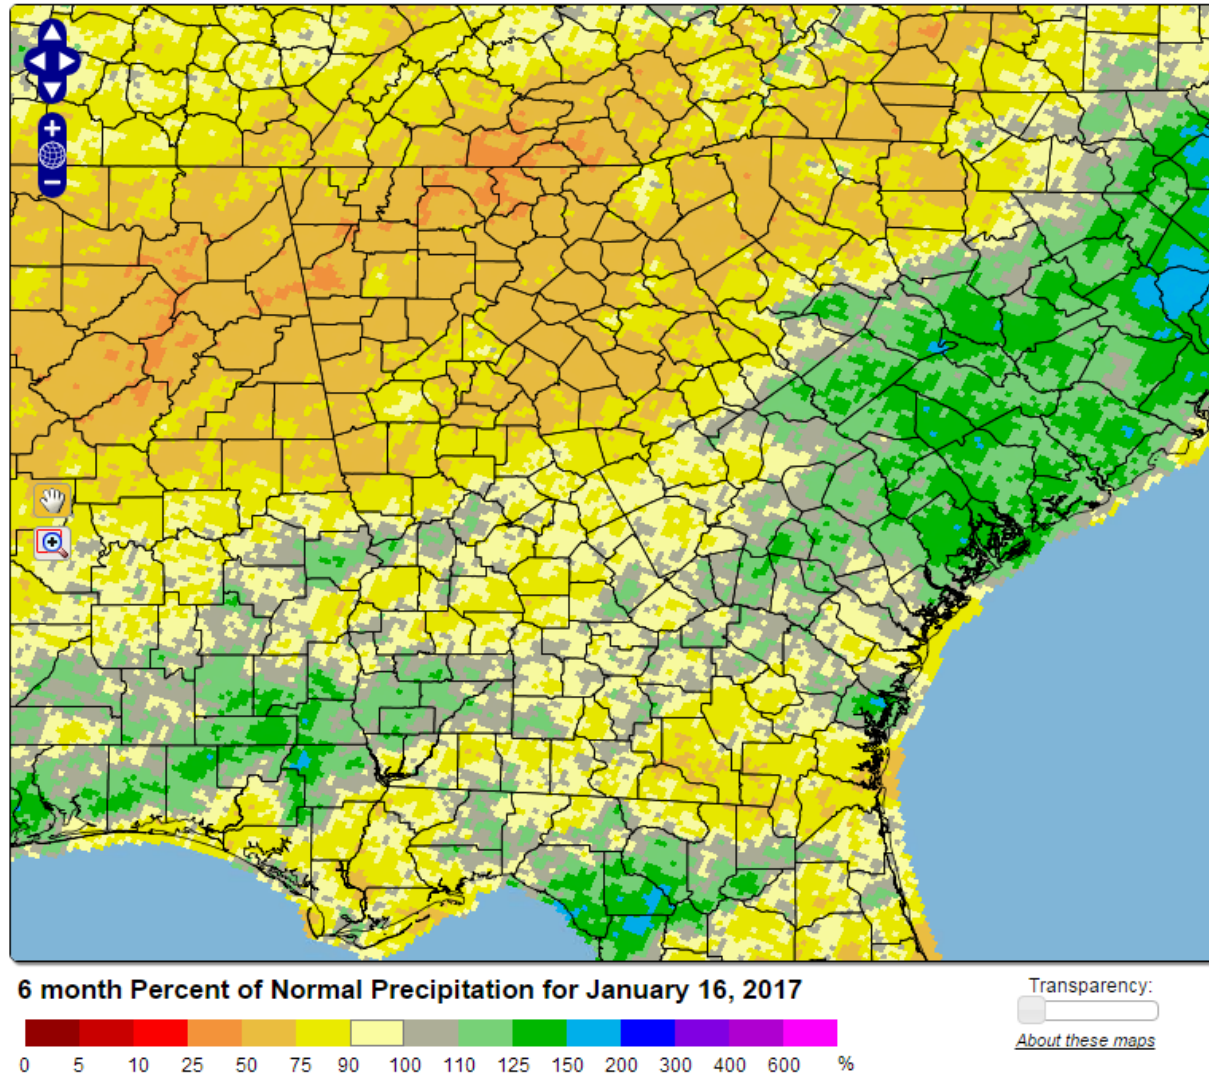 6 month Percent of Normal Precipitation for January 16, 2017
Transparency:
About these maps
0 5 10 25 50 75 90 100 110 125 150 200 300 400 600 %